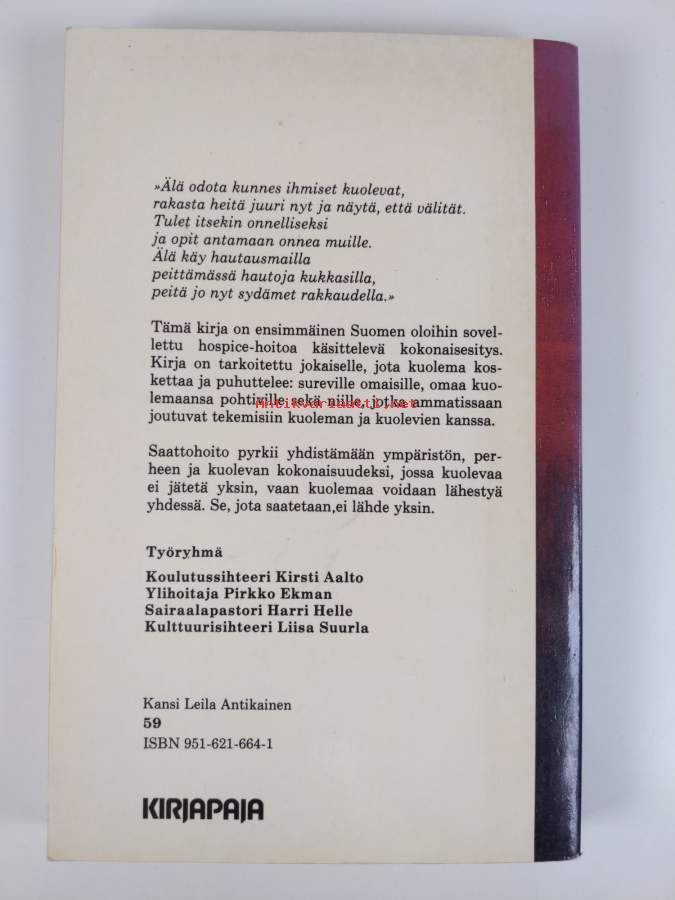 »Älä odota kunnes ihmiset kuolevat,
rakasta heitä juuri nyt ja näytä, että välität.
Tulet itsekin onnelliseksi
ja opit antamaan onnea muille.
Älä käy hautausmailla
peittämässä hautoja kukkasilla,
peitä jo nyt sydämet rakkaudella.»
Tämä kirja on ensimmäinen Suomen oloihin sovel-
lettu hospice-hoitoa käsittelevä kokonaisesitys.
Kirja on tarkoitettu jokaiselle, jota kuolema kos-
kettaa ja puhuttelee: sureville omaisille, omaa kuo-
lemaansa pohtiville sekä niille, jotka ammatissaan
Antikvariaatti.net
joutuvat tekemisiin kuoleman ja kuolevien kanssa.
Saattohoito pyrkii yhdistämään ympäristön, per-
heen ja kuolevan kokonaisuudeksi, jossa kuolevaa
ei jätetä yksin, vaan kuolemaa voidaan lähestyä
yhdessä. Se, jota saatetaan,ei lähde yksin.
Työryhmä
Koulutussihteeri Kirsti Aalto
Ylihoitaja Pirkko Ekman
Sairaalapastori Harri Helle
Kulttuurisihteeri Liisa Suurla
Kansi Leila Antikainen
59
ISBN 951-621-664-1
KIRJAPAJA